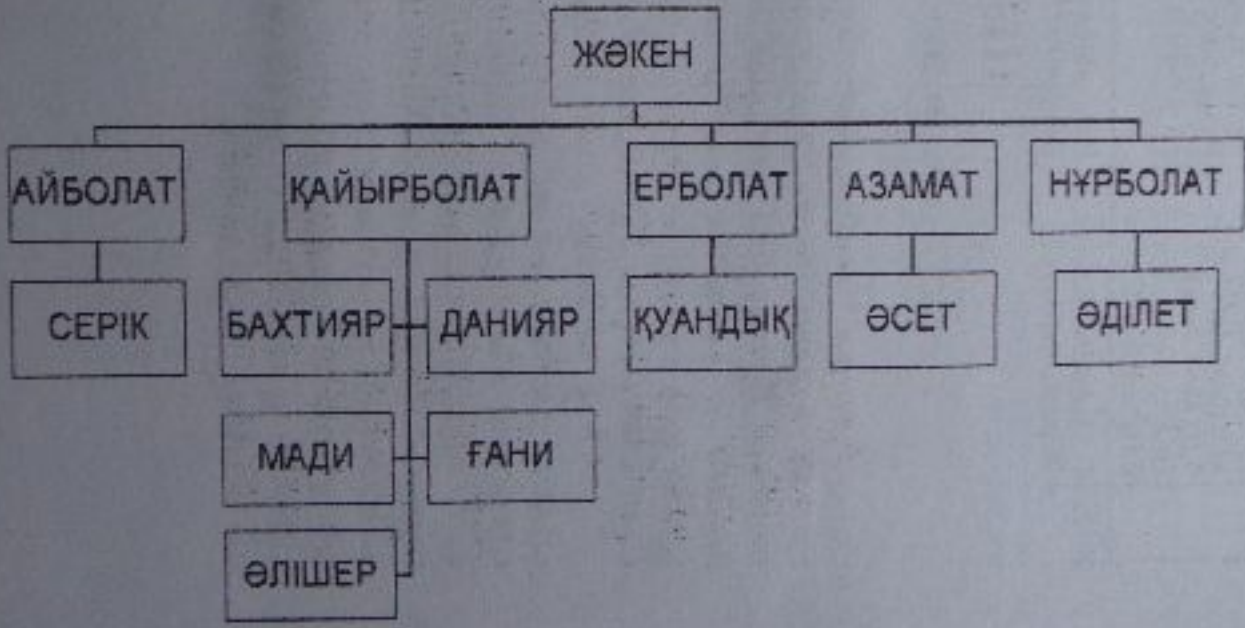 ЖӘКЕН
АЙБОЛАТ ҚАЙЫРБОЛАТ ЕРБОЛАТ АЗАМАТ НҰРБОЛАТ
СЕРІК БАХТИЯР ДАНИЯР ҚУАНДЫҚ ӘСЕТ ӘДІЛЕТ
МАДИ ҒАНИ
ӘЛІШЕР